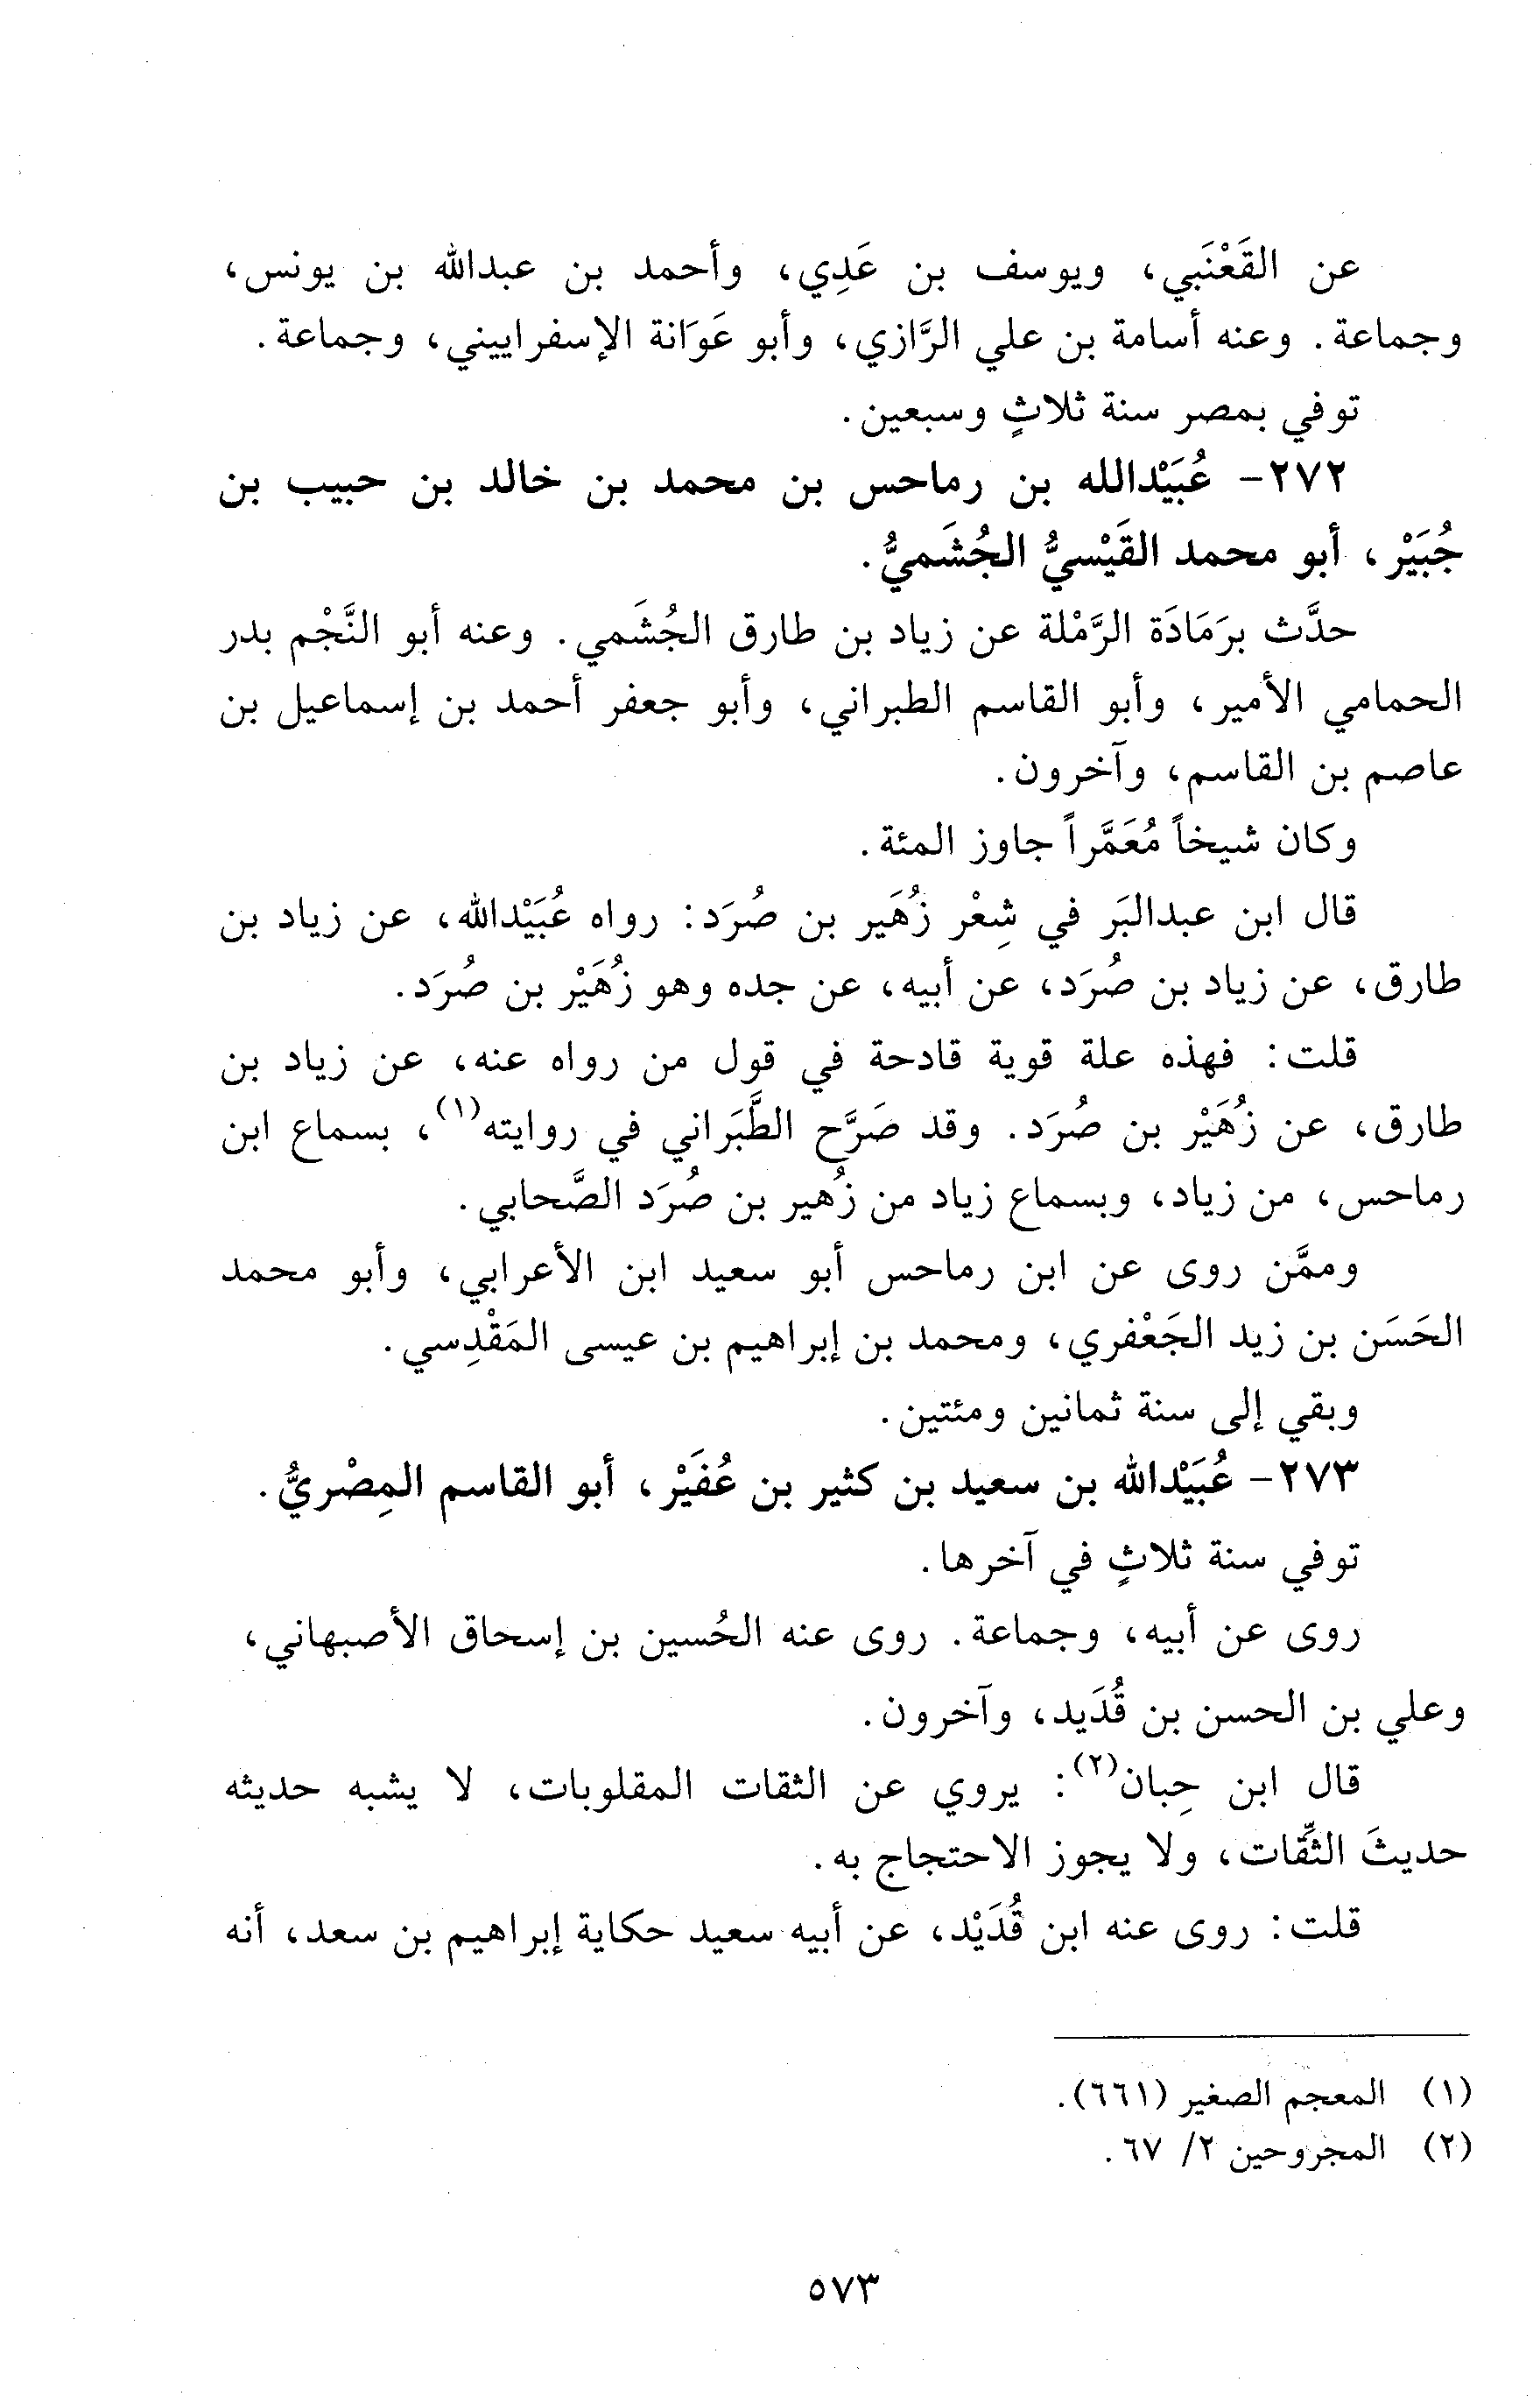 عن القَعْنَبي، ويوسف بن عَدِي، وأحمد بن عبدالله بن يونس،
وجماعة. وعنه أسامة بن علي الرَّازي، وأبو عَوَانة الإسفراييني، وجماعة.
توفي بمصر سنة ثلاثٍ وسبعين.
٢٧٢- عُبَيْدالله بن رماحس بن محمد بن خالد بن حبيب بن
جُبَيْر، أبو محمد القَيْسيُّ الجُشَميُّ.
حدَّث برَمَادَة الرَّمْلة عن زياد بن طارق الجُشَمي. وعنه أبو النَّجْم بدر
الحمامي الأمير، وأبو القاسم الطبراني، وأبو جعفر أحمد بن إسماعيل بن
عاصم بن القاسم، وآخرون.
وكان شيخاً مُعَمَّراً جاوز المئة.
قال ابن عبدالبَر في شِعْر زُهَير بن صُرَد: رواه عُبَيْدالله، عن زياد بن
طارق، عن زياد بن صُرَد، عن أبيه، عن جده وهو زُهَيْر بن صُرَد.
قلت: فهذه علة قوية قادحة في قول من رواه عنه، عن زياد بن
طارق، عن زُهَيْر بن صُرَد. وقد صَرَّح الطَّبَراني في روايته(١)، بسماع ابن
رماحس، من زياد، وبسماع زياد من زُهير بن صُرَد الصَّحابي.
وممَّن روى عن ابن رماحس أبو سعيد ابن الأعرابي، وأبو محمد
الحَسَن بن زيد الجَعْفري، ومحمد بن إبراهيم بن عيسى المَقْدِسي.
وبقي إلى سنة ثمانين ومئتين.
٢٧٣- عُبَيْدالله بن سعيد بن كثير بن عُفَيْر، أبو القاسم المِصْريُّ.
توفي سنة ثلاثٍ في آخرها.
روى عن أبيه، وجماعة. روى عنه الحُسين بن إسحاق الأصبهاني،
وعلي بن الحسن بن قُدَيد، وآخرون.
قال ابن حِبان(٢): يروي عن الثقات المقلوبات، لا يشبه حديثه
حديثَ الثِّقات، ولا يجوز الاحتجاج به.
قلت: روى عنه ابن قُدَيْد، عن أبيه سعيد حكاية إبراهيم بن سعد، أنه
(١) المعجم الصغير (٦٦١).
(٢) المجروحين ٢/ ٦٧.
٥٧٣